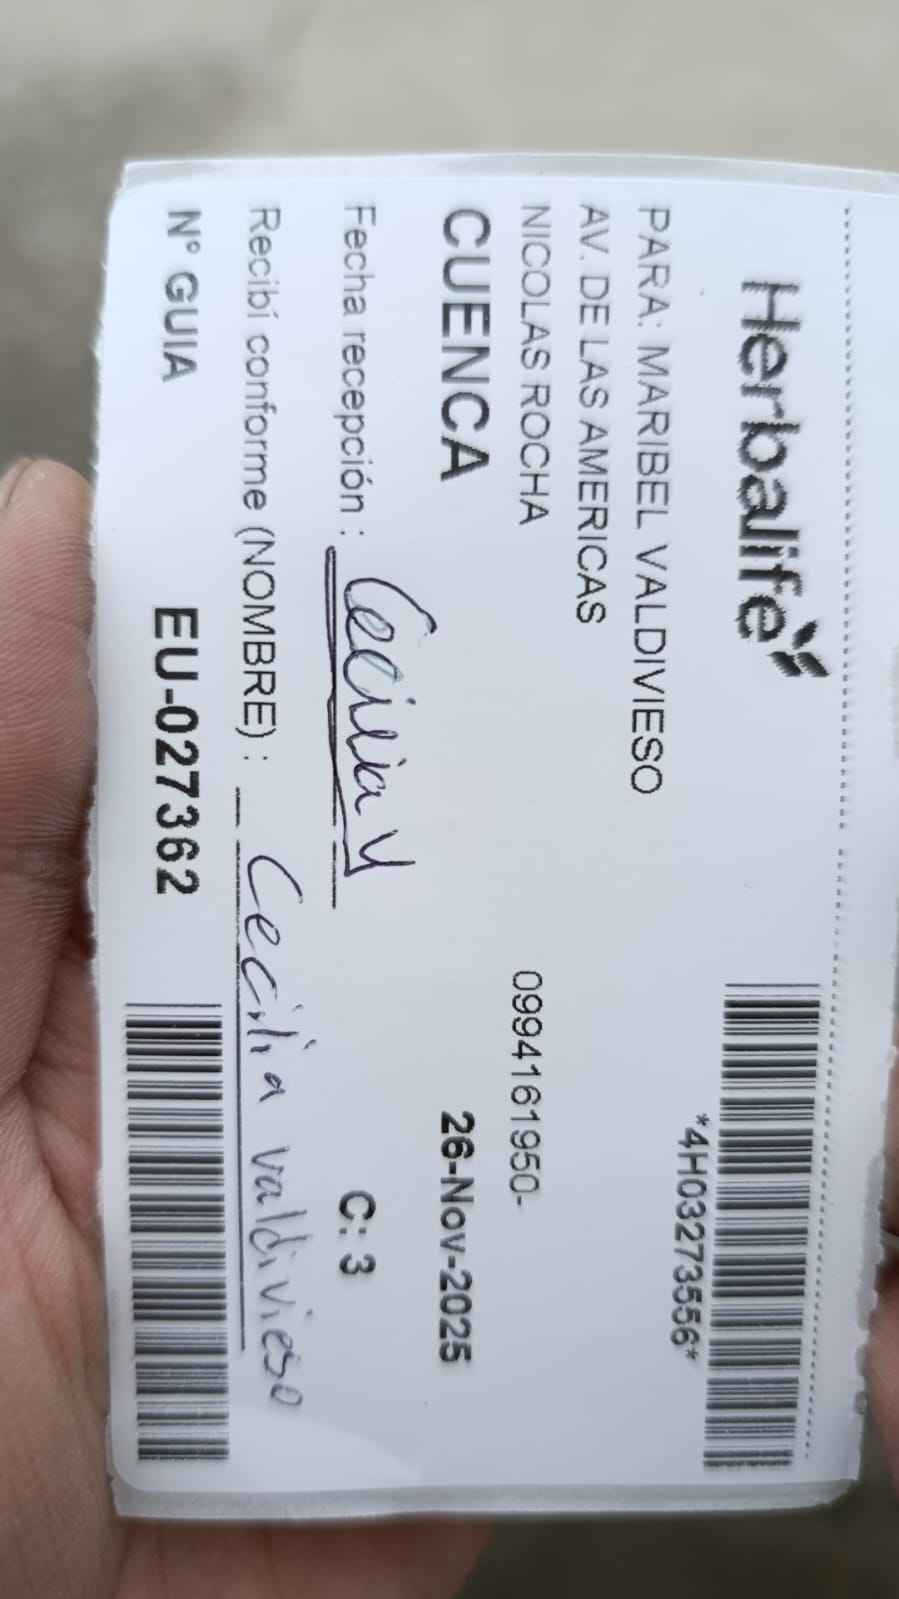 Herbalife
*4H03273556*
PARA: MARIBEL VALDIVIESO
AV. DE LAS AMERICAS
NICOLAS ROCHA 0994161950-
CUENCA 26-Nov-2025
Fecha recepción : Cecilia V C: 3
Recibí conforme (NOMBRE) : Cecilia valdivieso
N° GUIA EU-027362